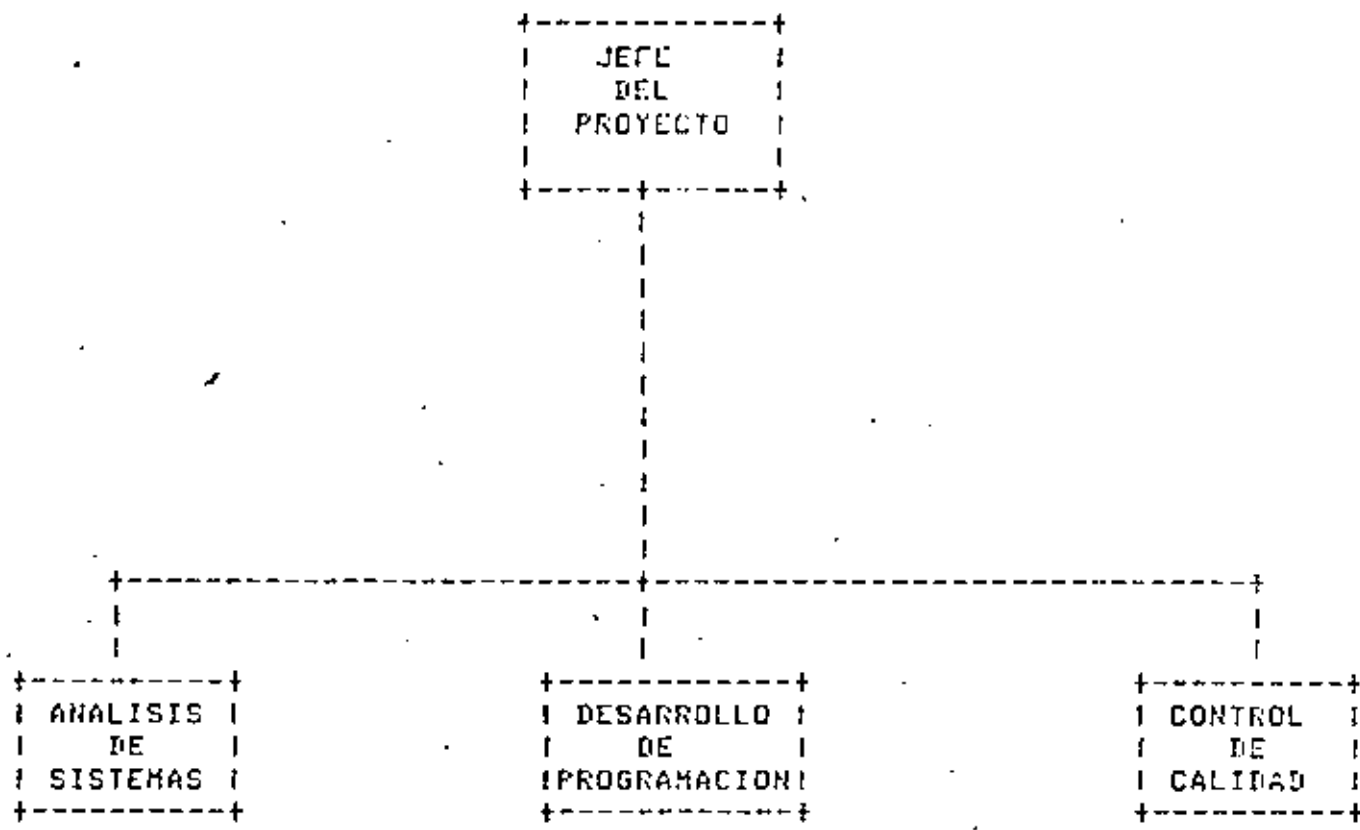 JEFE
DEL
PROYECTO
ANALISIS
DE
SISTEMAS
DESARROLLO
DE
PROGRAMACION
CONTROL
DE
CALIDAD